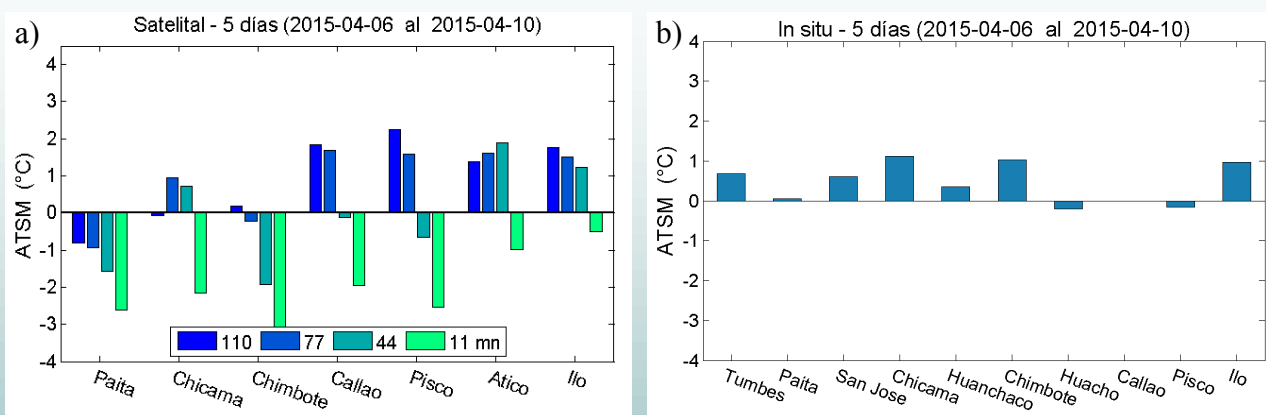 a)
Satelital - 5 días (2015-04-06 al 2015-04-10)
ATSM (°C)
4
3
2
1
0
-1
-2
-3
-4
110 77 44 11 mn
Paita Chicama Chimbote Callao Pisco Atico Ilo
b)
In situ - 5 días (2015-04-06 al 2015-04-10)
ATSM (°C)
4
3
2
1
0
-1
-2
-3
-4
Tumbes Paita San Jose Chicama Huanchaco Chimbote Huacho Callao Pisco Ilo